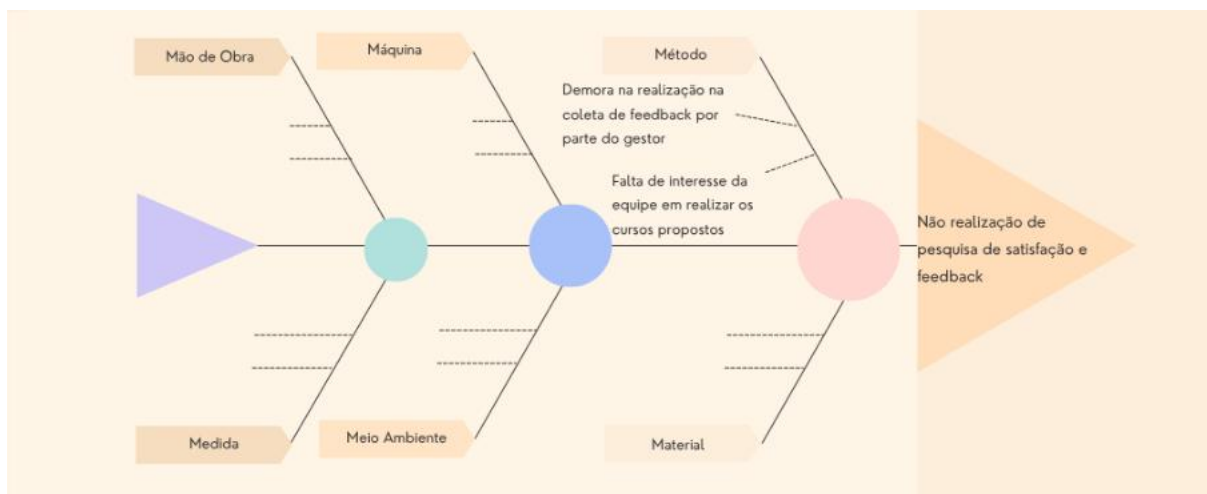 Mão de Obra
Máquina
Método
Demora na realização na
coleta de feedback por
parte do gestor
Falta de interesse da
equipe em realizar os
cursos propostos
Não realização de
pesquisa de satisfação e
feedback
Medida
Meio Ambiente
Material